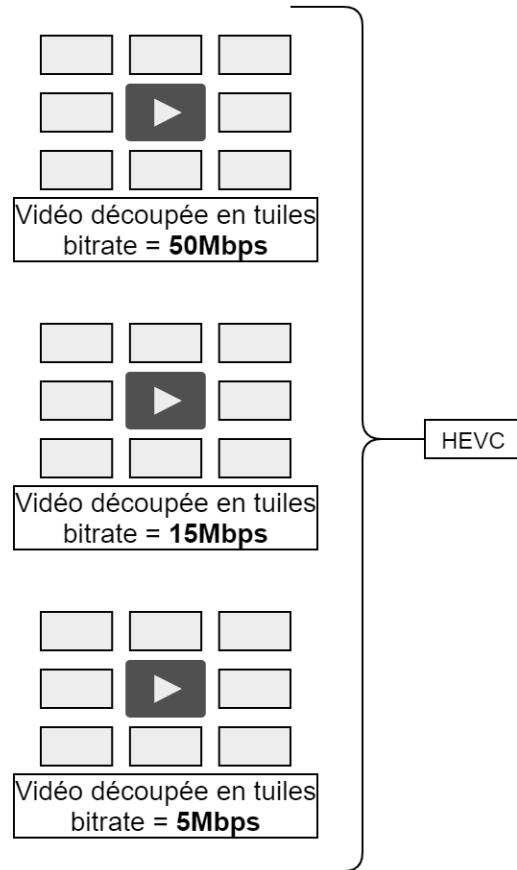 Vidéo découpée en tuiles
bitrate = 50Mbps
Vidéo découpée en tuiles
bitrate = 15Mbps
HEVC
Vidéo découpée en tuiles
bitrate = 5Mbps